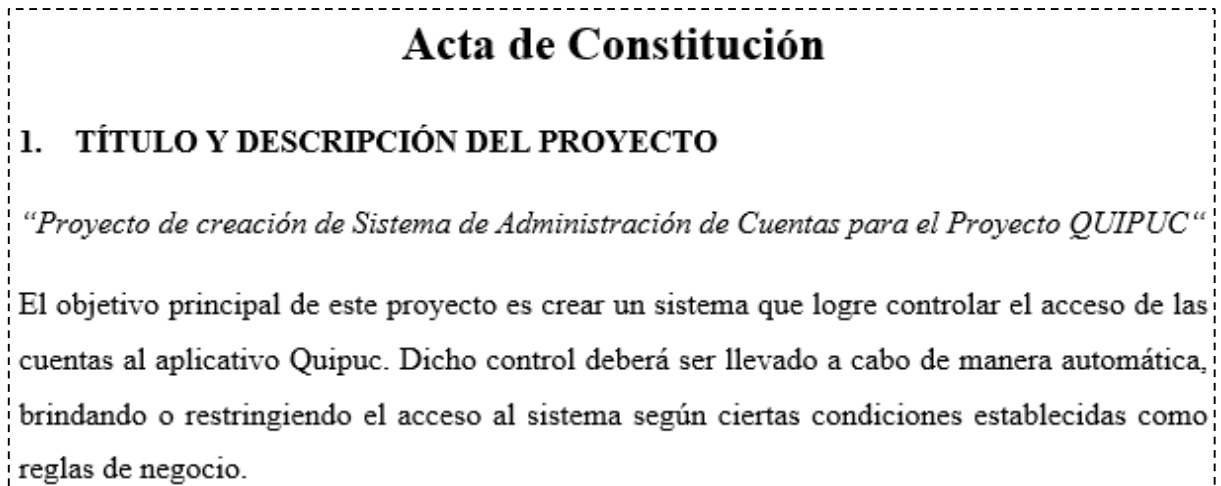 Acta de Constitución
1. TÍTULO Y DESCRIPCIÓN DEL PROYECTO
“Proyecto de creación de Sistema de Administración de Cuentas para el Proyecto QUIPUC“
El objetivo principal de este proyecto es crear un sistema que logre controlar el acceso de las
cuentas al aplicativo Quipuc. Dicho control deberá ser llevado a cabo de manera automática,
brindando o restringiendo el acceso al sistema según ciertas condiciones establecidas como
reglas de negocio.